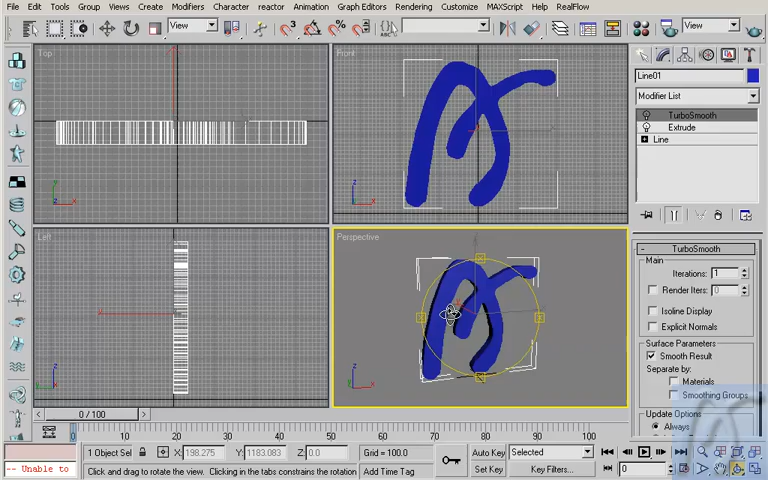 File Edit Tools Group Views Create Modifiers Character reactor Animation Graph Editors Rendering Customize MAXScript Help RealFlow
View View
Top Front
Line01
Modifier List
TurboSmooth
Extrude
Line
Left Perspective
TurboSmooth
Main
Iterations: 1
Render Iters: 0
Isoline Display
Explicit Normals
Surface Parameters
Smooth Result
Separate by:
Materials
Smoothing Groups
Update Options
Always
0 / 100
0 10 20 30 40 50 60 70 80 90 100
1 Object Sel X: 198.275 Y: 1183.083 Z: 0.0 Grid = 100.0 Auto Key Selected
-- Unable to Click and drag to rotate the view. Clicking in the tabs constrains the rotation Add Time Tag Set Key Key Filters... 0